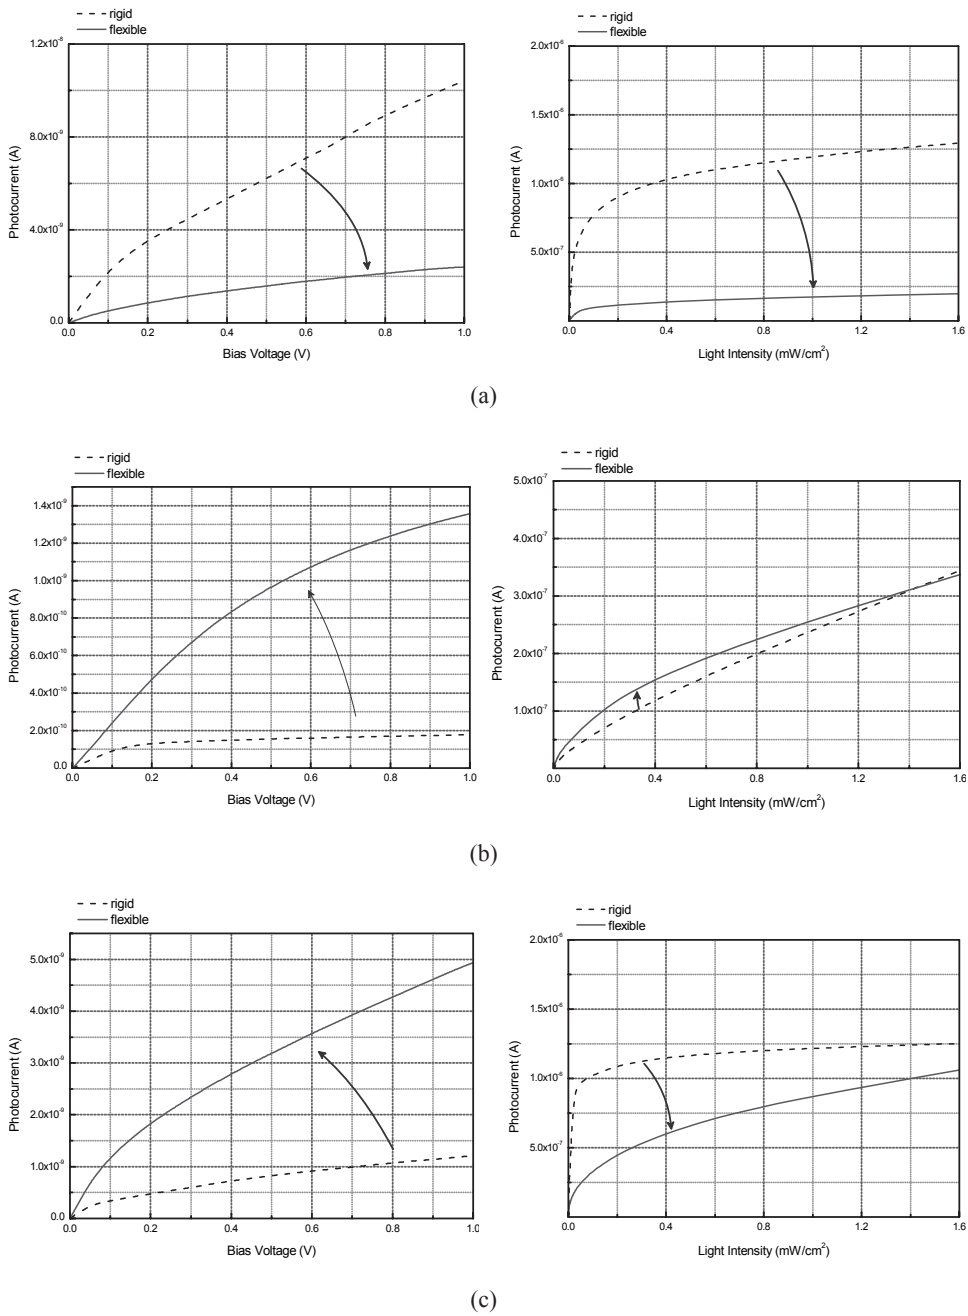 rigid
flexible
1.2x10-8
8.0x10-9
4.0x10-9
0.0
Photocurrent (A)
0.0 0.2 0.4 0.6 0.8 1.0
Bias Voltage (V)
rigid
flexible
2.0x10-6
1.5x10-6
1.0x10-6
5.0x10-7
Photocurrent (A)
0.0 0.4 0.8 1.2 1.6
Light Intensity (mW/cm2)
(a)
rigid
flexible
1.4x10-9
1.2x10-9
1.0x10-9
8.0x10-10
6.0x10-10
4.0x10-10
2.0x10-10
0.0
Photocurrent (A)
0.0 0.2 0.4 0.6 0.8 1.0
Bias Voltage (V)
rigid
flexible
5.0x10-7
4.0x10-7
3.0x10-7
2.0x10-7
1.0x10-7
Photocurrent (A)
0.0 0.4 0.8 1.2 1.6
Light Intensity (mW/cm2)
(b)
rigid
flexible
5.0x10-9
4.0x10-9
3.0x10-9
2.0x10-9
1.0x10-9
0.0
Photocurrent (A)
0.0 0.2 0.4 0.6 0.8 1.0
Bias Voltage (V)
rigid
flexible
2.0x10-6
1.5x10-6
1.0x10-6
5.0x10-7
Photocurrent (A)
0.0 0.4 0.8 1.2 1.6
Light Intensity (mW/cm2)
(c)